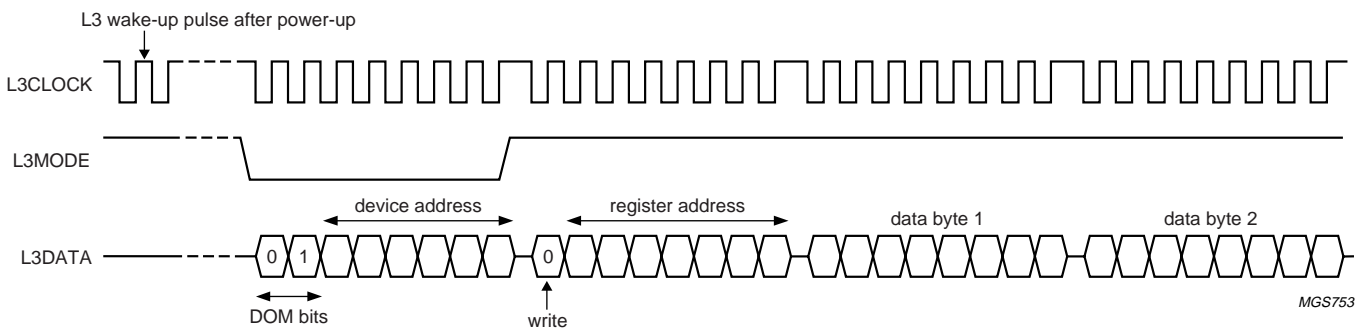 L3 wake-up pulse after power-up
L3CLOCK
L3MODE
device address
register address
data byte 1
data byte 2
L3DATA
0
1
0
DOM bits
write
MGS753